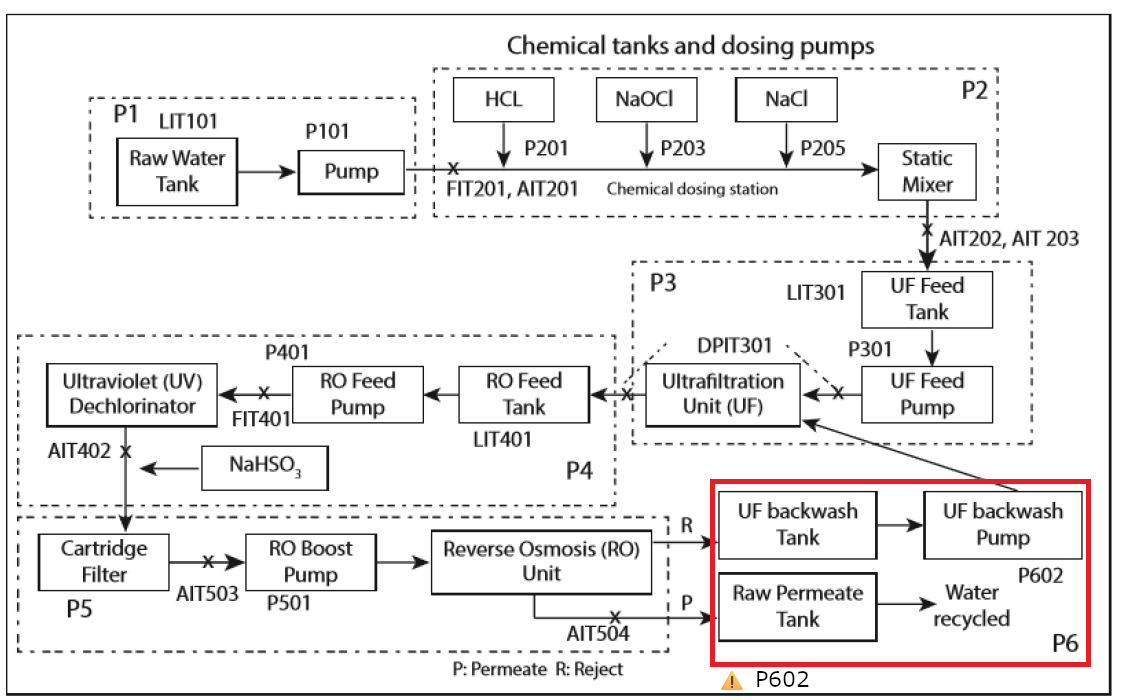 Chemical tanks and dosing pumps
P1
LIT101
Raw Water
Tank
P101
Pump
P2
HCL
NaOCl
NaCl
P201
P203
P205
FIT201, AIT201
Chemical dosing station
Static
Mixer
AIT202, AIT 203
P3
LIT301
UF Feed
Tank
DPIT301
P301
UF Feed
Pump
Ultrafiltration
Unit (UF)
P401
RO Feed
Tank
LIT401
RO Feed
Pump
FIT401
Ultraviolet (UV)
Dechlorinator
AIT402
NaHSO3
P4
Cartridge
Filter
P5
AIT503
RO Boost
Pump
P501
Reverse Osmosis (RO)
Unit
R
P
AIT504
UF backwash
Tank
UF backwash
Pump
P602
Raw Permeate
Tank
Water
recycled
P6
P: Permeate R: Reject
⚠ P602